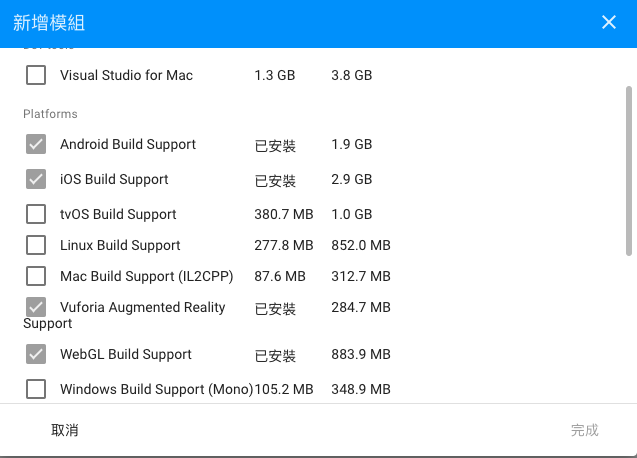 新增模組
Visual Studio for Mac 1.3 GB 3.8 GB
Platforms
Android Build Support 已安裝 1.9 GB
iOS Build Support 已安裝 2.9 GB
tvOS Build Support 380.7 MB 1.0 GB
Linux Build Support 277.8 MB 852.0 MB
Mac Build Support (IL2CPP) 87.6 MB 312.7 MB
Vuforia Augmented Reality 已安裝 284.7 MB
Support
WebGL Build Support 已安裝 883.9 MB
Windows Build Support (Mono) 105.2 MB 348.9 MB
取消 完成